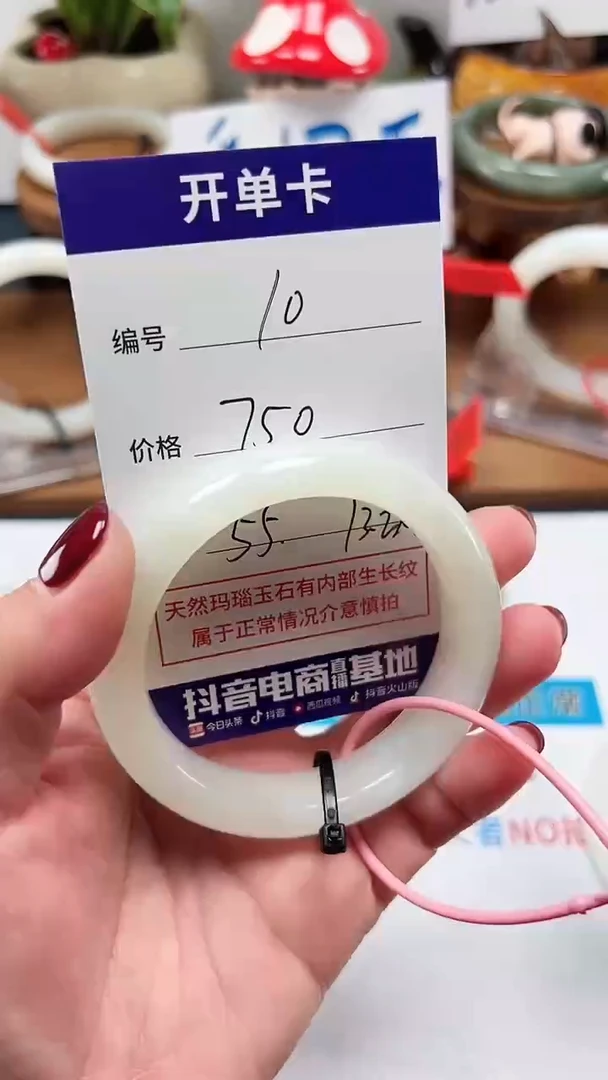 开单卡
编号 10
价格 750
55
天然玛瑙玉石有内部生长纹
属于正常情况介意慎拍
抖音电商直播基地
今日头条 抖音 西瓜视频 抖音火山版
NO